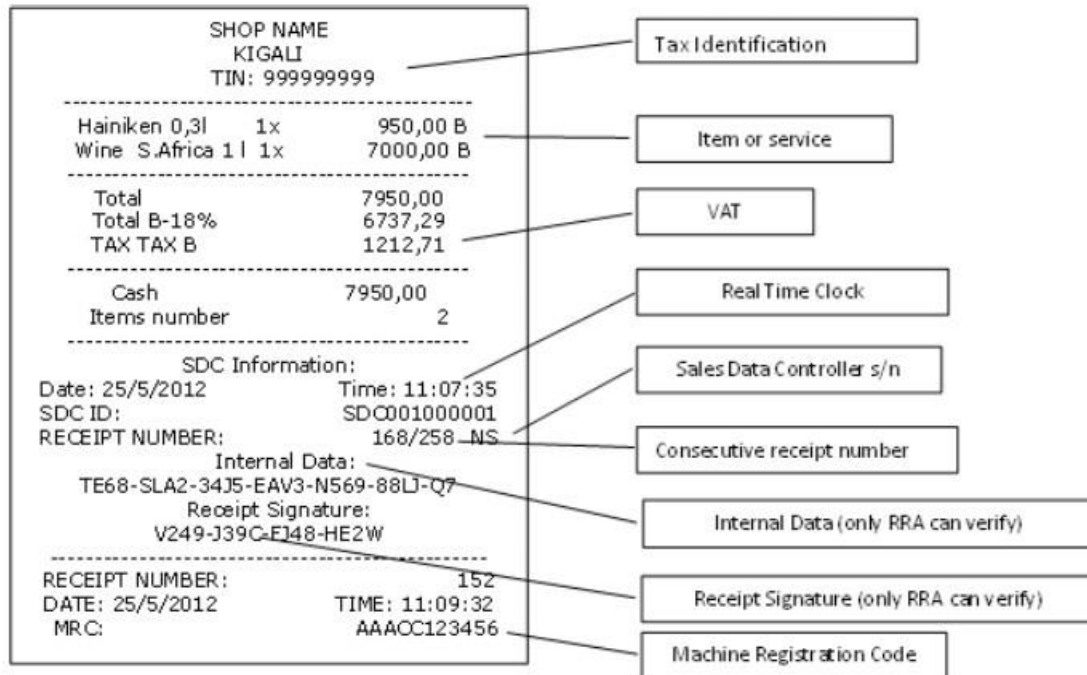 SHOP NAME
KIGALI
TIN: 999999999
Hainiken 0,3l 1x 950,00 B
Wine S.Africa 1 l 1x 7000,00 B
Total 7950,00
Total B-18% 6737,29
TAX TAX B 1212,71
Cash 7950,00
Items number 2
SDC Information:
Date: 25/5/2012 Time: 11:07:35
SDC ID: SDC001000001
RECEIPT NUMBER: 168/258 NS
Internal Data:
TE68-SLA2-34J5-EAV3-N569-88LJ-Q7
Receipt Signature:
V249-J39C-FJ48-HE2W
RECEIPT NUMBER: 152
DATE: 25/5/2012 TIME: 11:09:32
MRC: AAACC123456
Tax Identification
Item or service
VAT
Real Time Clock
Sales Data Controller s/n
Consecutive receipt number
Internal Data (only RRA can verify)
Receipt Signature (only RRA can verify)
Machine Registration Code